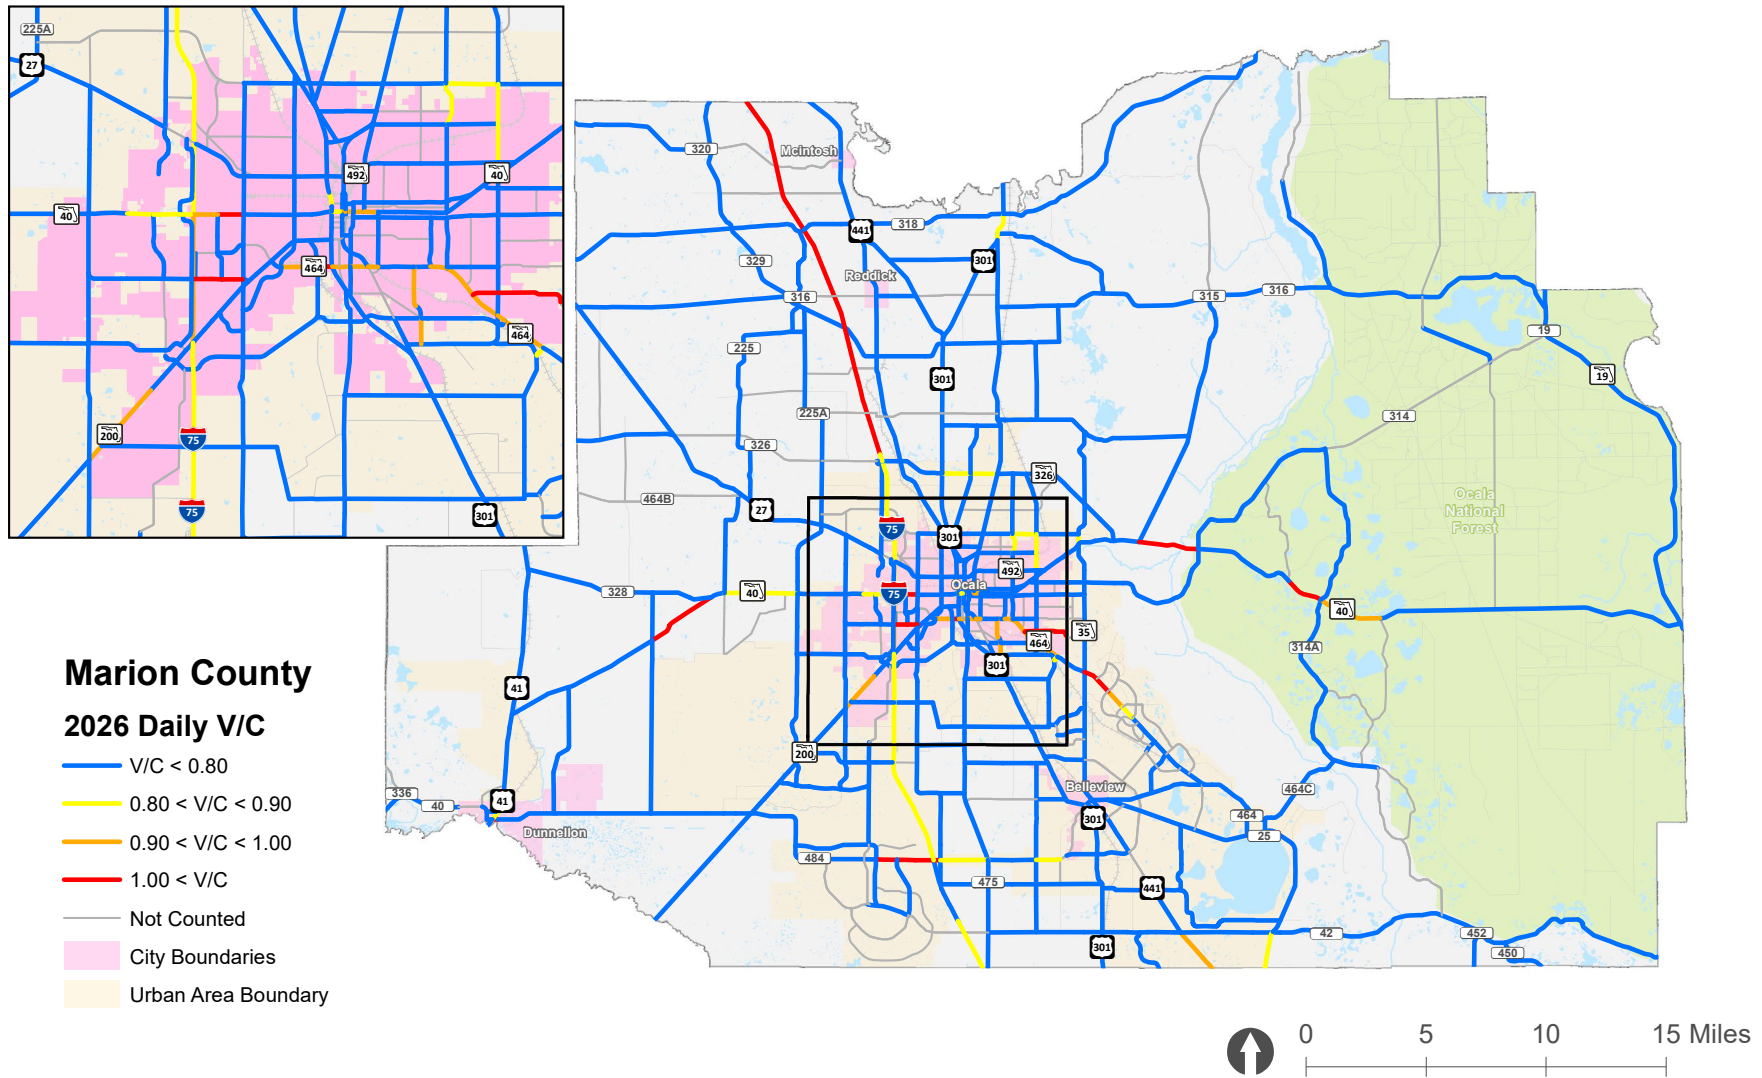 225A
27
492
40
40
464
464
200
75
75
301
320
McIntosh
441
318
329
301
Reddick
316
315
316
19
225
19
301
225A
314
326
326
464B
27
Ocala
National
Forest
75
301
492
328
40
75
Ocala
40
35
464
314A
301
41
200
Marion County
2026 Daily V/C
V/C < 0.80
0.80 < V/C < 0.90
0.90 < V/C < 1.00
1.00 < V/C
Not Counted
City Boundaries
Urban Area Boundary
336
40
41
Dunnellon
Belleview
464C
301
464
25
484
475
441
42
452
301
450
0 5 10 15 Miles